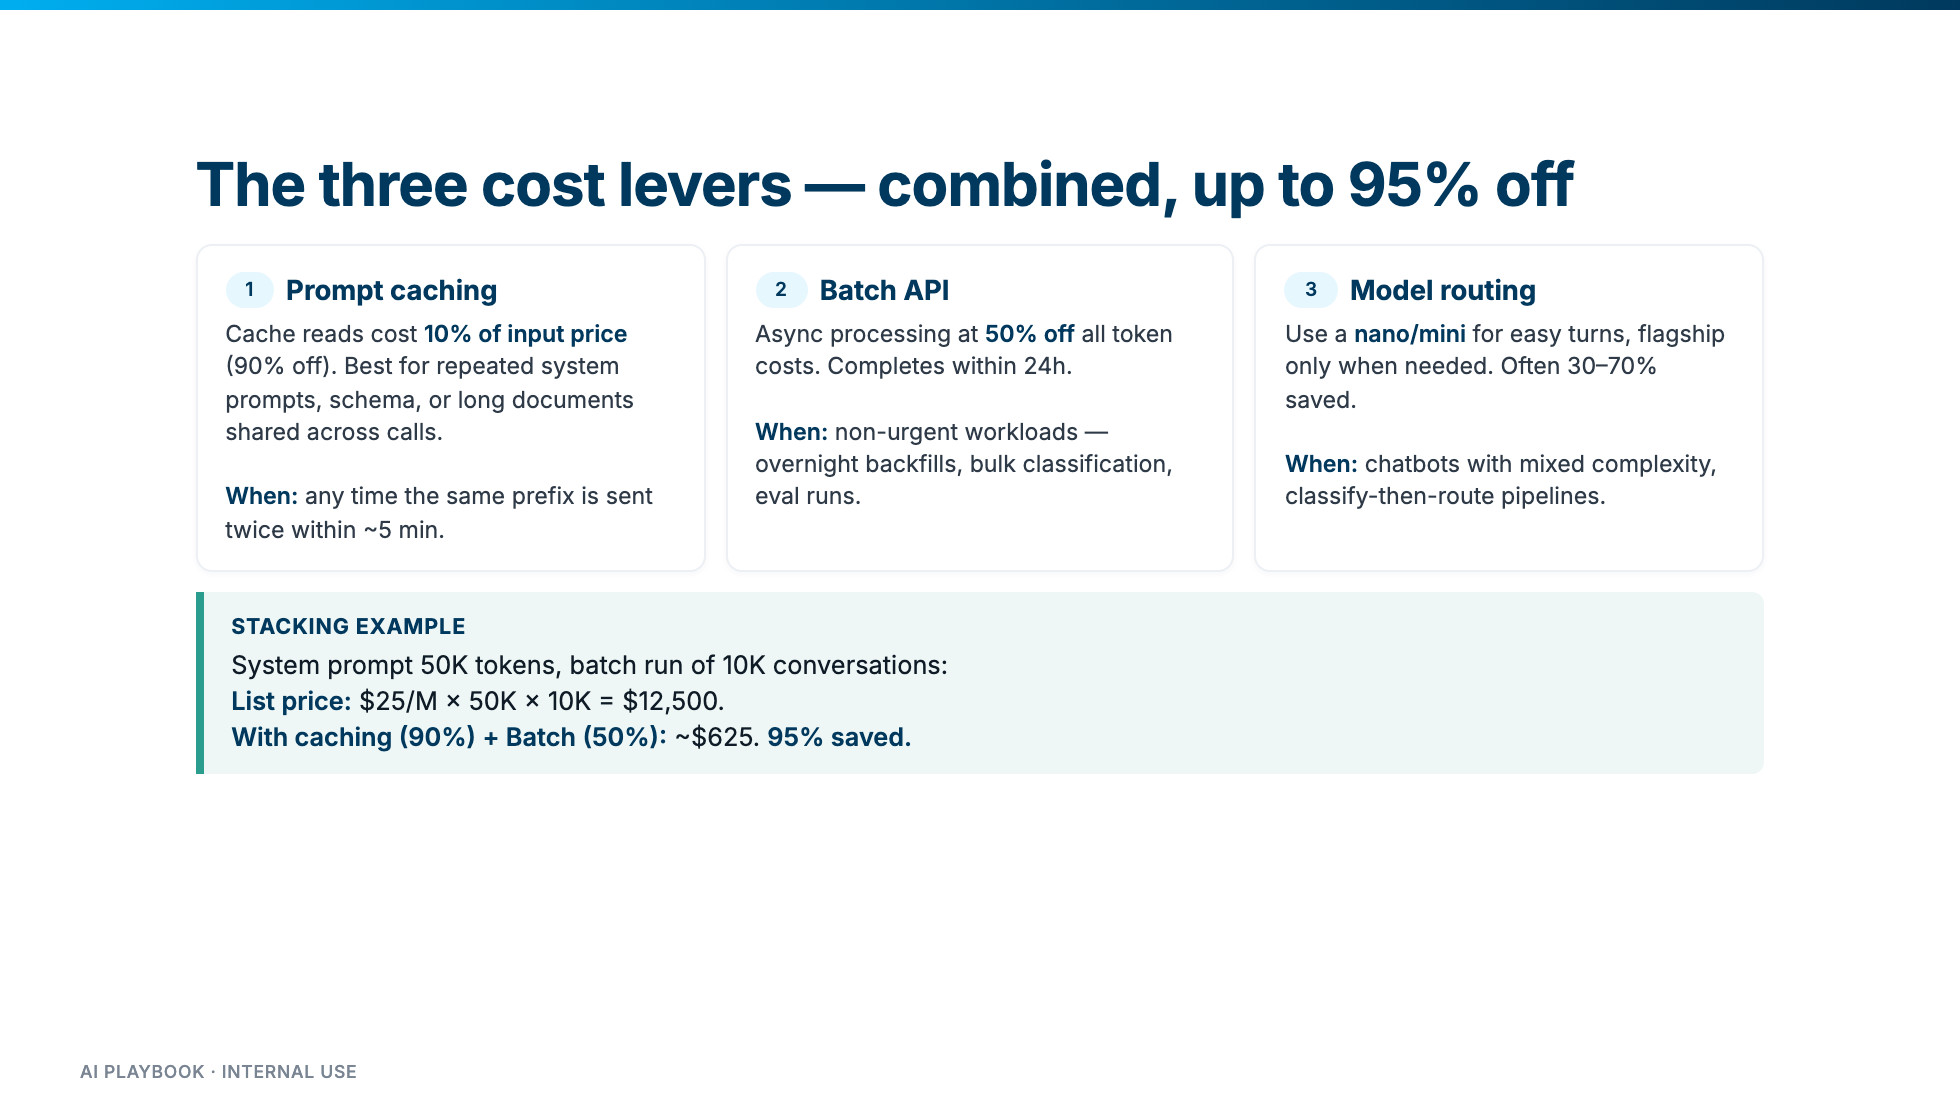 The three cost levers — combined, up to 95% off
1 Prompt caching
Cache reads cost 10% of input price
(90% off). Best for repeated system
prompts, schema, or long documents
shared across calls.
When: any time the same prefix is sent
twice within ~5 min.
2 Batch API
Async processing at 50% off all token
costs. Completes within 24h.
When: non-urgent workloads —
overnight backfills, bulk classification,
eval runs.
3 Model routing
Use a nano/mini for easy turns, flagship
only when needed. Often 30–70%
saved.
When: chatbots with mixed complexity,
classify-then-route pipelines.
STACKING EXAMPLE
System prompt 50K tokens, batch run of 10K conversations:
List price: $25/M × 50K × 10K = $12,500.
With caching (90%) + Batch (50%): ~$625. 95% saved.
AI PLAYBOOK · INTERNAL USE